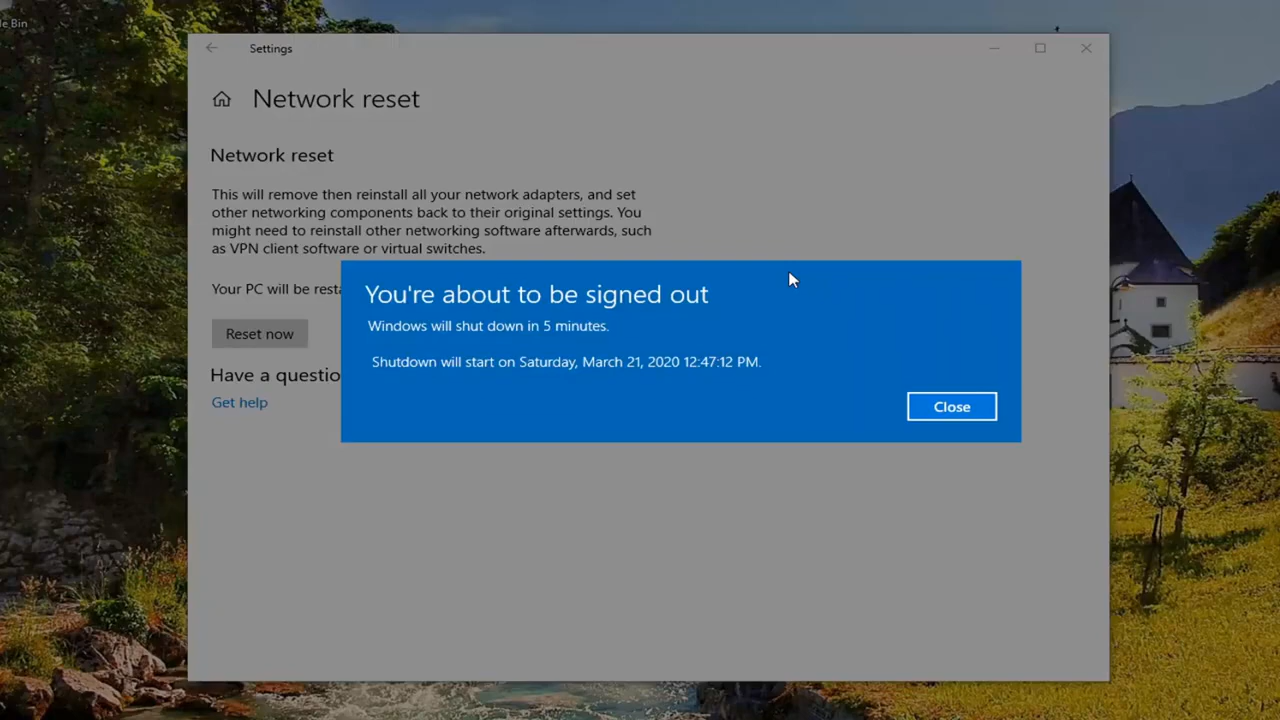 le Bin
Settings
Network reset
Network reset
This will remove then reinstall all your network adapters, and set
other networking components back to their original settings. You
might need to reinstall other networking software afterwards, such
as VPN client software or virtual switches.
Your PC will be resta
You're about to be signed out
Windows will shut down in 5 minutes.
Shutdown will start on Saturday, March 21, 2020 12:47:12 PM.
Close
Reset now
Have a questio
Get help